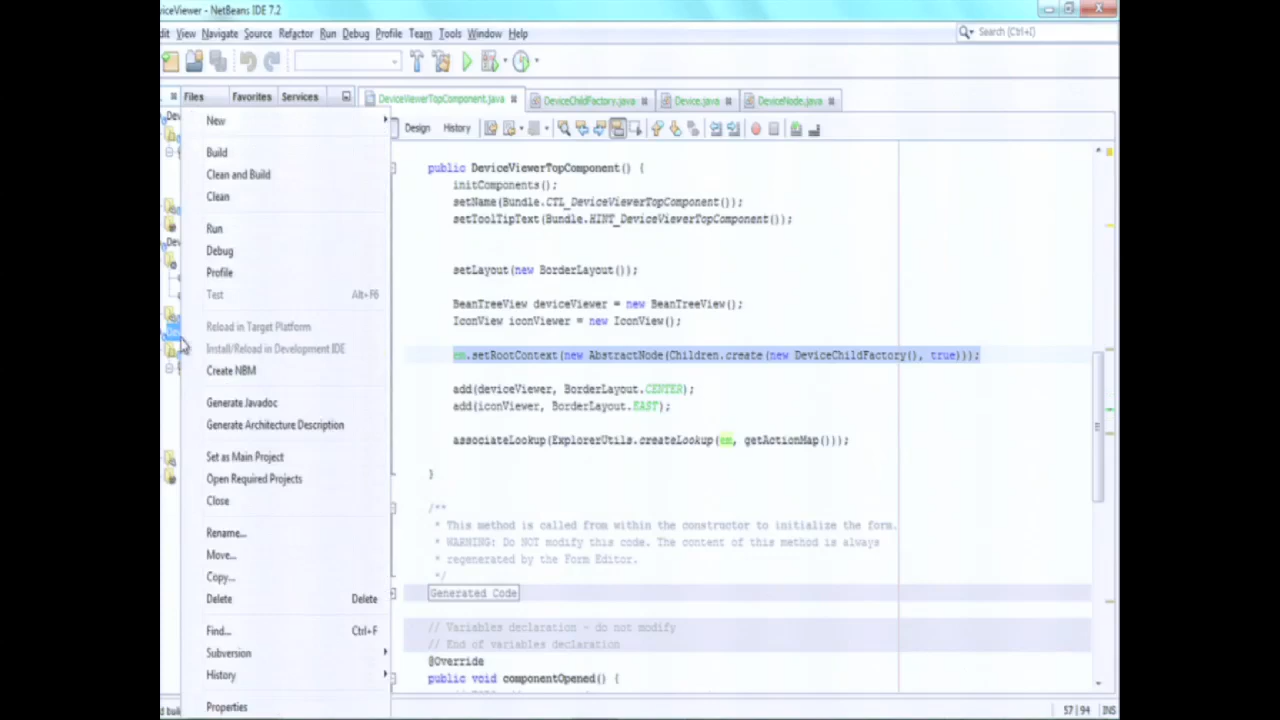 viceViewer - NetBeans IDE 7.2
dit View Navigate Source Refactor Run Debug Profile Team Tools Window Help
Search (Ctrl+I)
Files Favorites Services
DeviceViewerTopComponent.java DeviceChildFactory.java Device.java DeviceNode.java
Design History
New
Build
Clean and Build
Clean
Run
Debug
Profile
Test Alt+F6
Reload in Target Platform
Install/Reload in Development IDE
Create NBM
Generate Javadoc
Generate Architecture Description
Set as Main Project
Open Required Projects
Close
Rename...
Move...
Copy...
Delete Delete
Find... Ctrl+F
Subversion
History
Properties
public DeviceViewerTopComponent() {
initComponents();
setName(Bundle.CTL_DeviceViewerTopComponent());
setToolTipText(Bundle.HINT_DeviceViewerTopComponent());
setLayout(new BorderLayout());
BeanTreeView deviceViewer = new BeanTreeView();
IconView iconViewer = new IconView();
em.setRootContext(new AbstractNode(Children.create(new DeviceChildFactory(), true)));
add(deviceViewer, BorderLayout.CENTER);
add(iconViewer, BorderLayout.EAST);
associateLookup(ExplorerUtils.createLookup(em, getActionMap()));
}
/**
* This method is called from within the constructor to initialize the form.
* WARNING: Do NOT modify this code. The content of this method is always
* regenerated by the Form Editor.
*/
Generated Code
// Variables declaration - do not modify
// End of variables declaration
@Override
public void componentOpened() {
57|94 INS